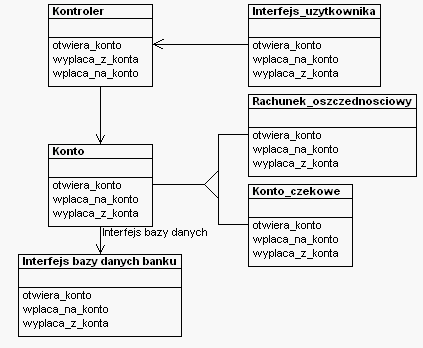 Kontroler
otwiera_konto
wyplaca_z_konta
wplaca_na_konto
Interfejs_uzytkownika
otwiera_konto
wplaca_na_konto
wyplaca_z_konta
Rachunek_oszczednosciowy
otwiera_konto
wplaca_na_konto
wyplaca_z_konta
Konto
otwiera_konto
wplaca_na_konto
wyplaca_z_konta
Konto_czekowe
otwiera_konto
wplaca_na_konto
wyplaca_z_konta
Interfejs bazy danych
Interfejs bazy danych banku
otwiera_konto
wplaca_na_konto
wyplaca_z_konta